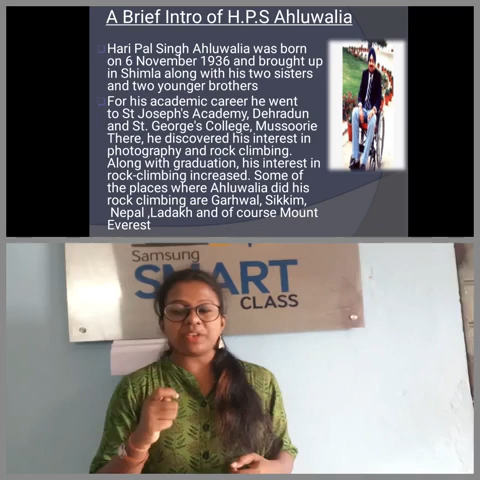 A Brief Intro of H.P.S Ahluwalia
Hari Pal Singh Ahluwalia was born
on 6 November 1936 and brought up
in Shimla along with his two sisters
and two younger brothers
For his academic career he went
to St Joseph's Academy, Dehradun
and St. George's College, Mussoorie
There, he discovered his interest in
photography and rock climbing.
Along with graduation, his interest in
rock-climbing increased. Some of
the places where Ahluwalia did his
rock climbing are Garhwal, Sikkim,
Nepal ,Ladakh and of course Mount
Everest
Samsung
SMART
CLASS